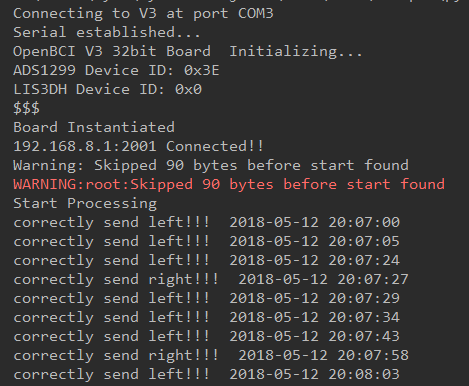 Connecting to V3 at port COM3
Serial established...
OpenBCI V3 32bit Board  Initializing...
ADS1299 Device ID: 0x3E
LIS3DH Device ID: 0x0
$$$
Board Instantiated
192.168.8.1:2001 Connected!!
Warning: Skipped 90 bytes before start found
WARNING:root:Skipped 90 bytes before start found
Start Processing
correctly send left!!!  2018-05-12 20:07:00
correctly send left!!!  2018-05-12 20:07:05
correctly send left!!!  2018-05-12 20:07:24
correctly send right!!!  2018-05-12 20:07:27
correctly send left!!!  2018-05-12 20:07:29
correctly send left!!!  2018-05-12 20:07:34
correctly send left!!!  2018-05-12 20:07:43
correctly send right!!!  2018-05-12 20:07:58
correctly send left!!!  2018-05-12 20:08:03